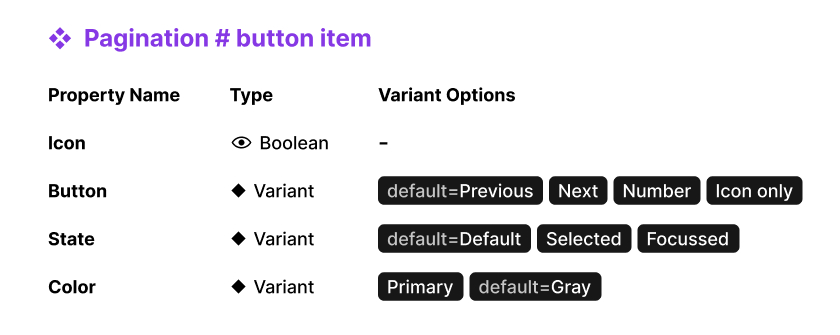 Pagination # button item
Property Name Type Variant Options
Icon Boolean -
Button Variant default=Previous Next Number Icon only
State Variant default=Default Selected Focussed
Color Variant Primary default=Gray